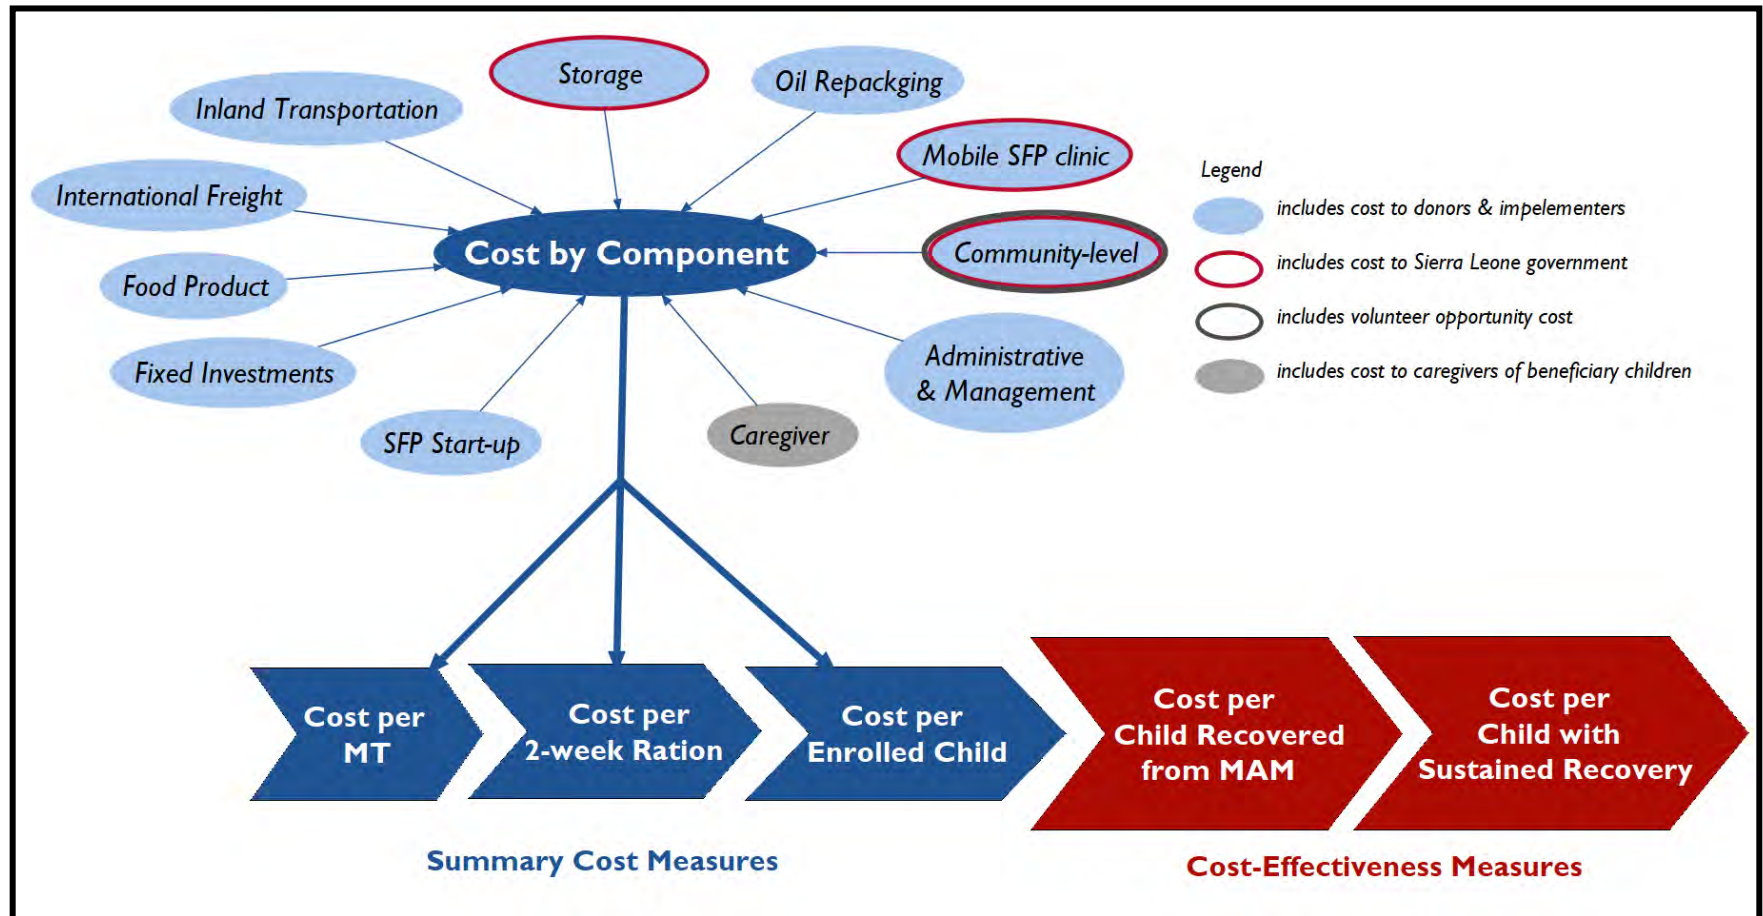 Storage
Oil Repackging
Inland Transportation
Mobile SFP clinic
International Freight
Cost by Component
Community-level
Food Product
Fixed Investments
Administrative
& Management
SFP Start-up
Caregiver
Legend
includes cost to donors & impelementers
includes cost to Sierra Leone government
includes volunteer opportunity cost
includes cost to caregivers of beneficiary children
Cost per
MT
Cost per
2-week Ration
Cost per
Enrolled Child
Cost per
Child Recovered
from MAM
Cost per
Child with
Sustained Recovery
Summary Cost Measures
Cost-Effectiveness Measures